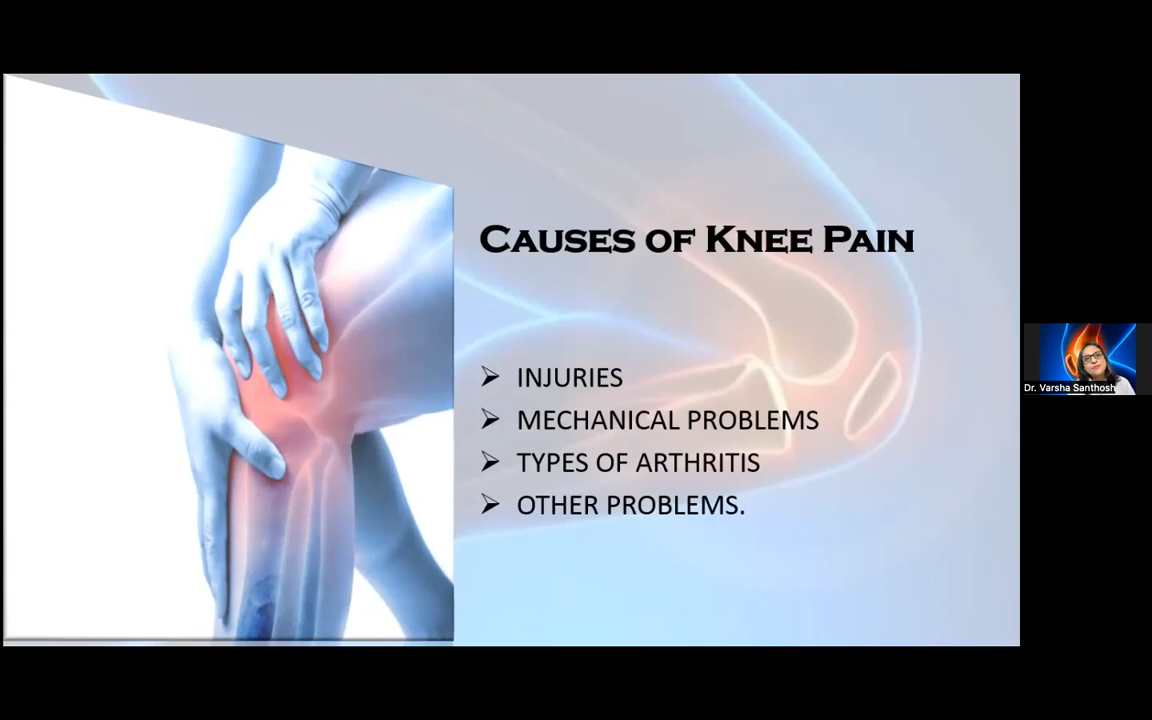 Causes of Knee Pain
➢ INJURIES
➢ MECHANICAL PROBLEMS
➢ TYPES OF ARTHRITIS
➢ OTHER PROBLEMS.
Dr. Varsha Santhosh